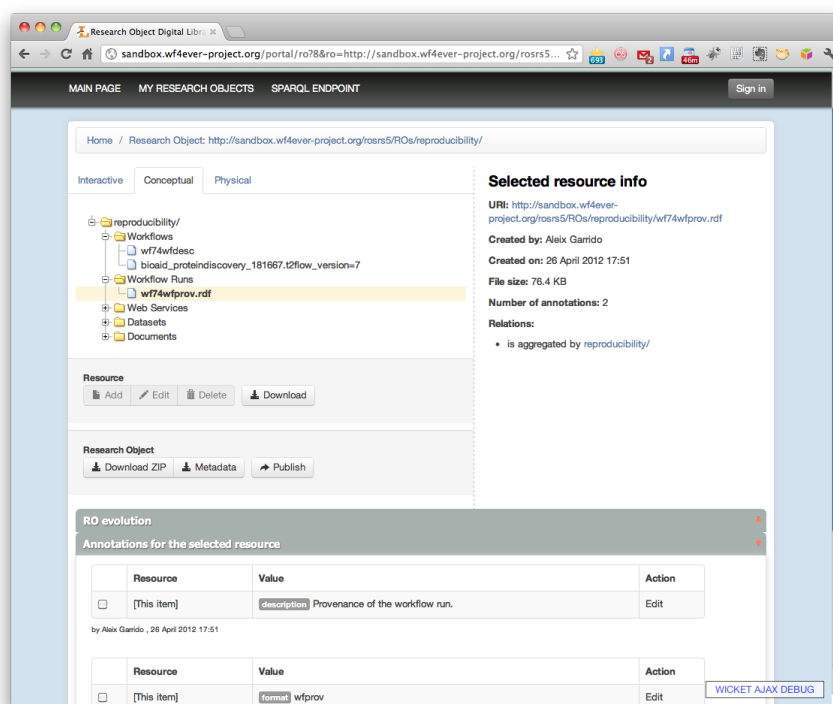 Research Object Digital Libra
sandbox.wf4ever-project.org/portal/ro?8&ro=http://sandbox.wf4ever-project.org/rosrs5...
693
2
46m
MAIN PAGE MY RESEARCH OBJECTS SPARQL ENDPOINT Sign in
Home / Research Object: http://sandbox.wf4ever-project.org/rosrs5/ROs/reproducibility/
Interactive Conceptual Physical
reproducibility/
Workflows
wf74wfdesc
bioaid_proteindiscovery_181667.t2flow_version=7
Workflow Runs
wf74wfprov.rdf
Web Services
Datasets
Documents
Selected resource info
URI: http://sandbox.wf4ever-
project.org/rosrs5/ROs/reproducibility/wf74wfprov.rdf
Created by: Aleix Garrido
Created on: 26 April 2012 17:51
File size: 76.4 KB
Number of annotations: 2
Relations:
• is aggregated by reproducibility/
Resource
Add Edit Delete Download
Research Object
Download ZIP Metadata Publish
RO evolution
Annotations for the selected resource
Resource Value Action
[This item] description Provenance of the workflow run. Edit
by Aleix Garrido , 26 April 2012 17:51
Resource Value Action
[This item] format wfprov Edit
WICKET AJAX DEBUG